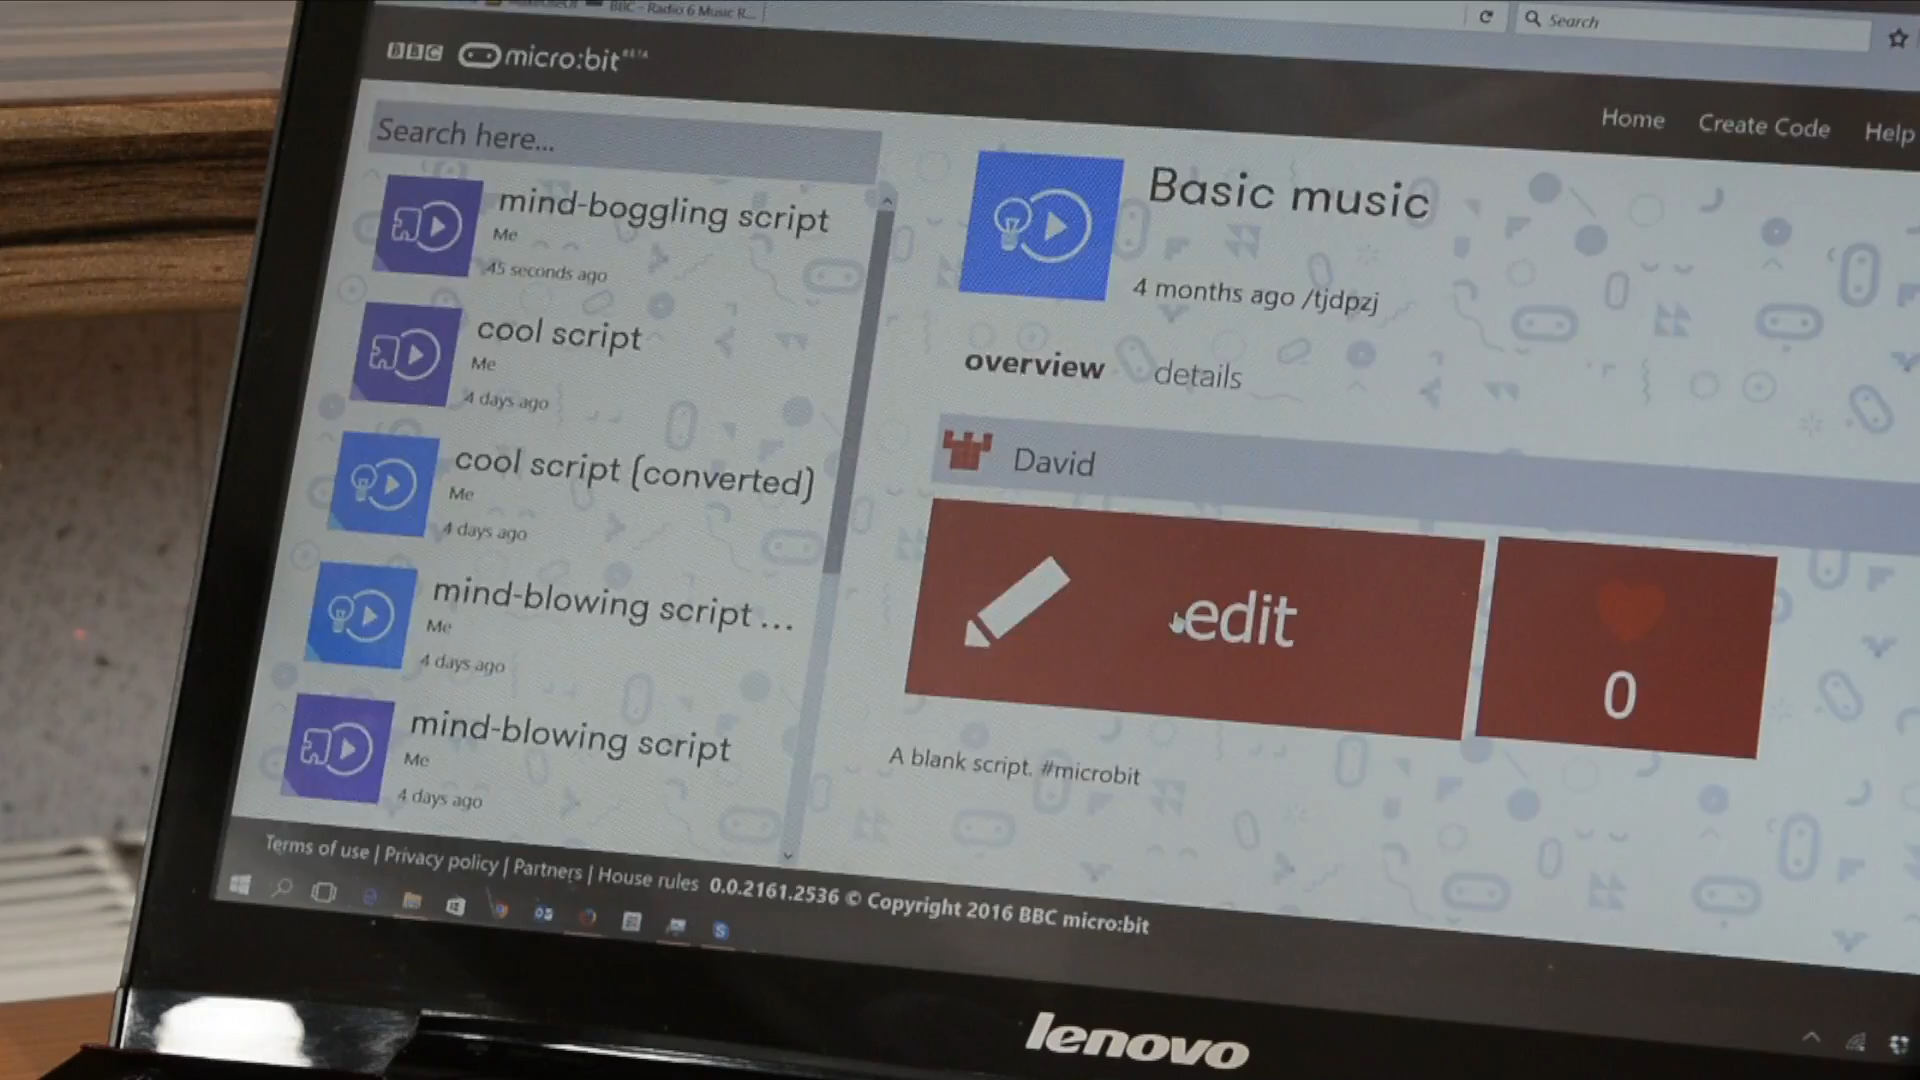 BBC - Radio 6 Music R...
Search
BBC micro:bit BETA
Home Create Code Help
Search here...
mind-boggling script
Me
45 seconds ago
cool script
Me
4 days ago
cool script (converted)
Me
4 days ago
mind-blowing script ...
Me
4 days ago
mind-blowing script
Me
4 days ago
Basic music
4 months ago /tjdpzj
overview details
David
edit
0
A blank script. #microbit
Terms of use | Privacy policy | Partners | House rules 0.0.2161.2536 © Copyright 2016 BBC micro:bit
lenovo